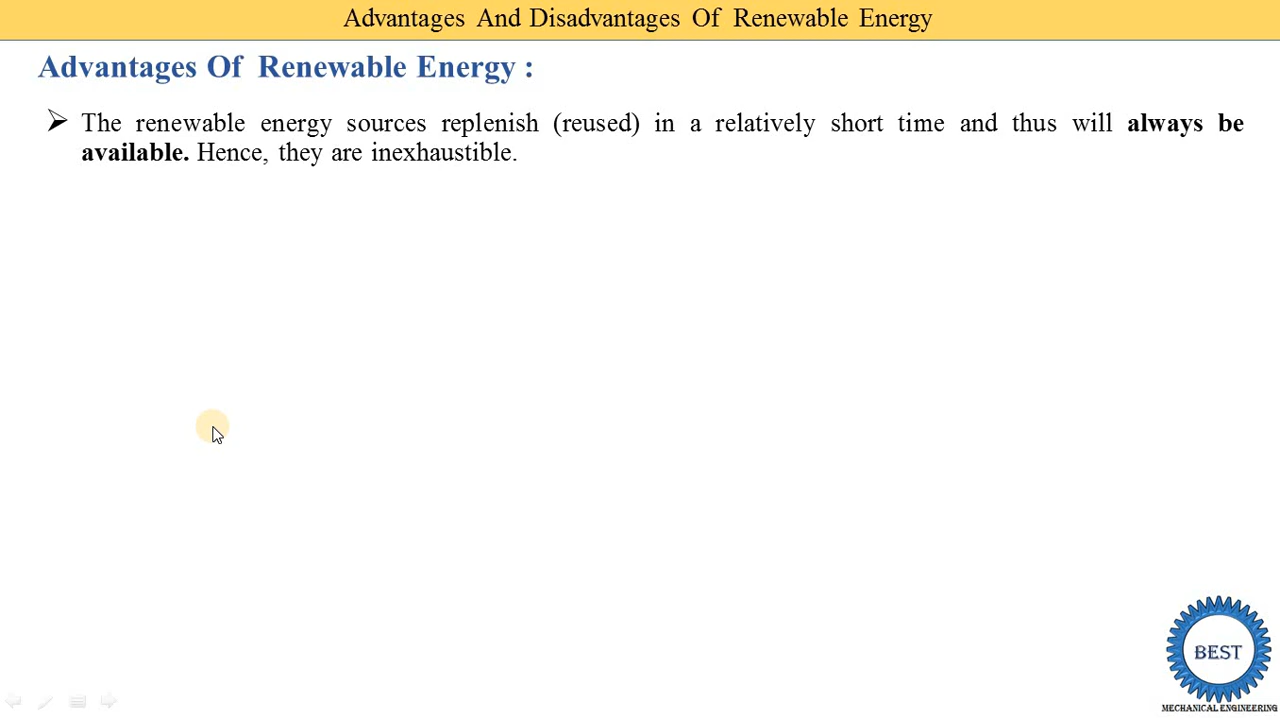 Advantages And Disadvantages Of Renewable Energy
Advantages Of Renewable Energy :
The renewable energy sources replenish (reused) in a relatively short time and thus will always be
available. Hence, they are inexhaustible.
BEST
MECHANICAL ENGINEERING